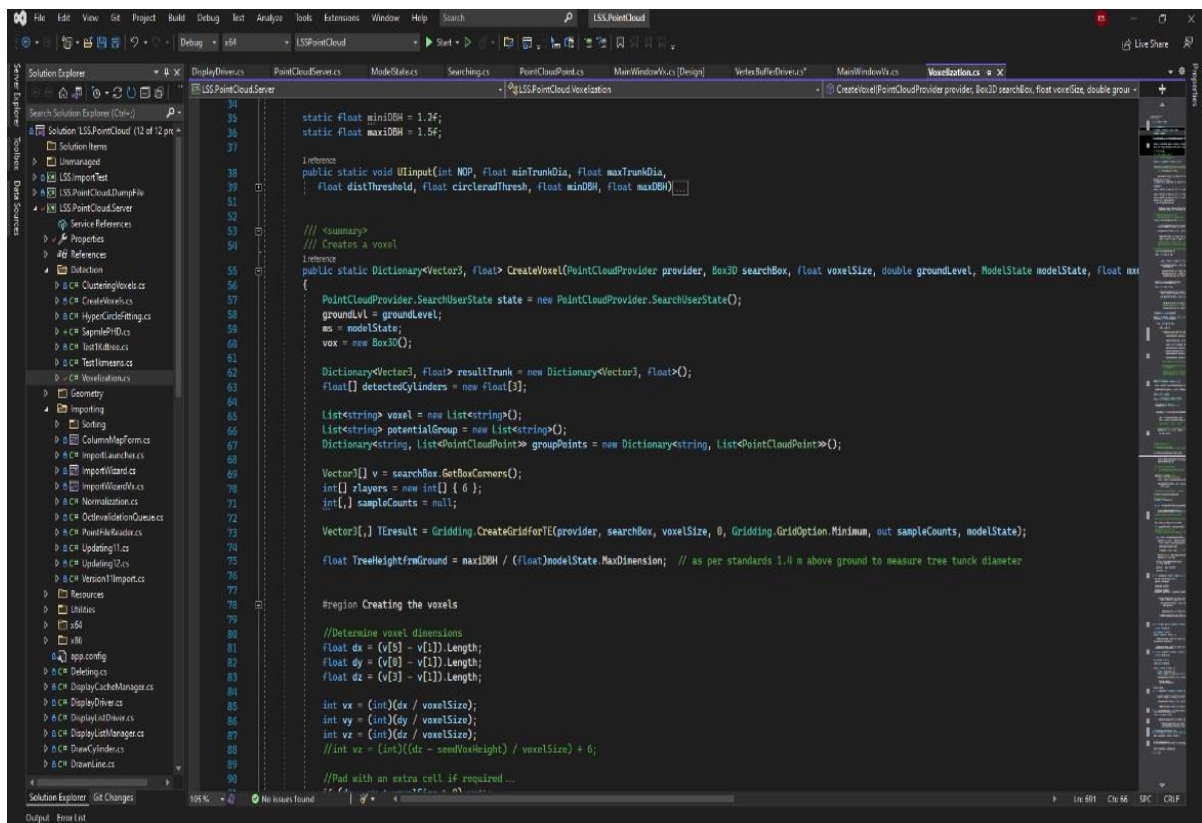 File Edit View Git Project Build Debug Test Analyze Tools Extensions Window Help Search LSS.PointCloud
Debug x64 LSSPointCloud Start Live Share
Solution Explorer
DisplayDriver.cs PointCloudServer.cs ModelState.cs Searching.cs PointCloudPoint.cs MainWindowVx.cs [Design] VertexBufferDriver.cs* MainWindowVx.cs Voxelization.cs
LSS.PointCloud.Server LSS.PointCloud.Voxelization CreateVoxel(PointCloudProvider provider, Box3D searchBox, float voxelSize, double grour
Server Explorer
Toolbox
Data Sources
Properties
Search Solution Explorer (Ctrl+;)
Solution 'LSS.PointCloud' (12 of 12 pro
Solution Items
Unmanaged
LSS.ImportTest
LSS.PointCloud.DumpFile
LSS.PointCloud.Server
Service References
Properties
References
Detection
C# ClusteringVoxels.cs
C# CreateVoxels.cs
C# HyperCircleFitting.cs
C# SapmlePHD.cs
C# Test1Kdtree.cs
C# Test1kmeans.cs
C# Voxelization.cs
Geometry
Importing
Sorting
ColumnMapForm.cs
C# ImportLauncher.cs
ImportWizard.cs
ImportWizardVx.cs
C# Normalization.cs
C# OctInvalidationQueue.cs
C# PointFileReader.cs
C# Updating11.cs
C# Updating12.cs
C# Version11Import.cs
Resources
Utilities
x64
x86
app.config
C# Deleting.cs
C# DisplayCacheManager.cs
C# DisplayDriver.cs
C# DisplayListDriver.cs
C# DisplayListManager.cs
C# DrawCylinder.cs
C# DrawnLine.cs
34
35 static float miniDBH = 1.2f;
36 static float maxiDBH = 1.5f;
37
1 reference
38 public static void UIinput(int NOP, float minTrunkDia, float maxTrunkDia,
39 float distThreshold, float circleradThresh, float minDBH, float maxDBH)...
51
52
53 /// <summary>
54 /// Creates a voxel
1 reference
55 public static Dictionary<Vector3, float> CreateVoxel(PointCloudProvider provider, Box3D searchBox, float voxelSize, double groundLevel, ModelState modelState, float mxm
56 {
57 PointCloudProvider.SearchUserState state = new PointCloudProvider.SearchUserState();
58 groundLvl = groundLevel;
59 ms = modelState;
60 vox = new Box3D();
61
62 Dictionary<Vector3, float> resultTrunk = new Dictionary<Vector3, float>();
63 float[] detectedCylinders = new float[3];
64
65 List<string> voxel = new List<string>();
66 List<string> potentialGroup = new List<string>();
67 Dictionary<string, List<PointCloudPoint>> groupPoints = new Dictionary<string, List<PointCloudPoint>>();
68
69 Vector3[] v = searchBox.GetBoxCorners();
70 int[] zlayers = new int[] { 6 };
71 int[,] sampleCounts = null;
72
73 Vector3[,] TEresult = Gridding.CreateGridforTE(provider, searchBox, voxelSize, 0, Gridding.GridOption.Minimum, out sampleCounts, modelState);
74
75 float TreeHeightfrmGround = maxiDBH / (float)modelState.MaxDimension; // as per standards 1.4 m above ground to measure tree tunck diameter
76
77
78 #region Creating the voxels
79
80 //Determine voxel dimensions
81 float dx = (v[5] - v[1]).Length;
82 float dy = (v[0] - v[1]).Length;
83 float dz = (v[3] - v[1]).Length;
84
85 int vx = (int)(dx / voxelSize);
86 int vy = (int)(dy / voxelSize);
87 int vz = (int)(dz / voxelSize);
88 //int vz = (int)((dz - seedVoxHeight) / voxelSize) + 6;
89
90 //Pad with an extra cell if required...
Solution Explorer Git Changes
105 % No issues found Ln: 691 Ch: 66 SPC CRLF
Output Error List